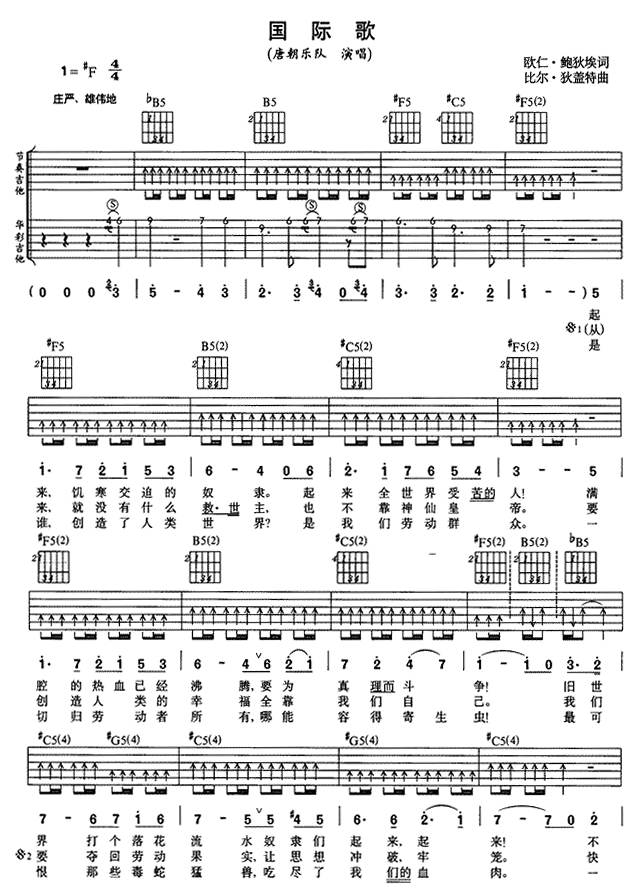 国 际 歌
(唐朝乐队 演唱)
1=♯F 4/4
欧仁·鲍狄埃词
比尔·狄盖特曲
庄严、雄伟地
♭B5 B5 ♯F5 ♯C5 ♯F5(2)
节奏吉他
华彩吉他
(0 0 0 3 5 - 4 3 2· 3 4 0 4 3· 3 2· 2 1 - - ) 5
起
𝄋1 (从)
是
♯F5 B5(2) ♯C5(2) ♯F5(2)
1· 7 2 1 5 3 6 - 4 0 6 2· 1 7 6 5 4 3 - - 5
来, 饥寒交迫的 奴 隶。起 来 全世界受苦的 人! 满
来, 就没有什么 救·世 主, 也 不 靠神仙皇 帝。 要
谁, 创造了人类 世 界? 是 我 们劳动群 众。 一
♯F5(2) B5(2) ♯C5(2) ♯F5(2) B5(2) ♭B5
1· 7 2 1 5 3 6 - 4 6 2 1 7 2 4 7 1 - 1 0 3· 2
腔 的热血已经 沸 腾,要为 真 理而斗 争! 旧世
创 造人 类的 幸 福全靠 我 们自 己。 我们
切 归劳 动者 所 有,哪能 容 得寄生 虫! 最可
♯C5(4) ♯G5(4) ♯C5(4) ♯G5(4) ♯C5(4)
7 - 6 7 1 6 7 - 5 5 ♯4 5 6· 6 2· 1 7 - 7 0 2
界 打个落花 流 水奴隶们 起 来,起 来! 不
𝄋2 要 夺回劳动 果 实,让思想 冲 破,牢 笼。 快
恨 那些毒蛇 猛 兽,吃尽了 我 们的血 肉。 一